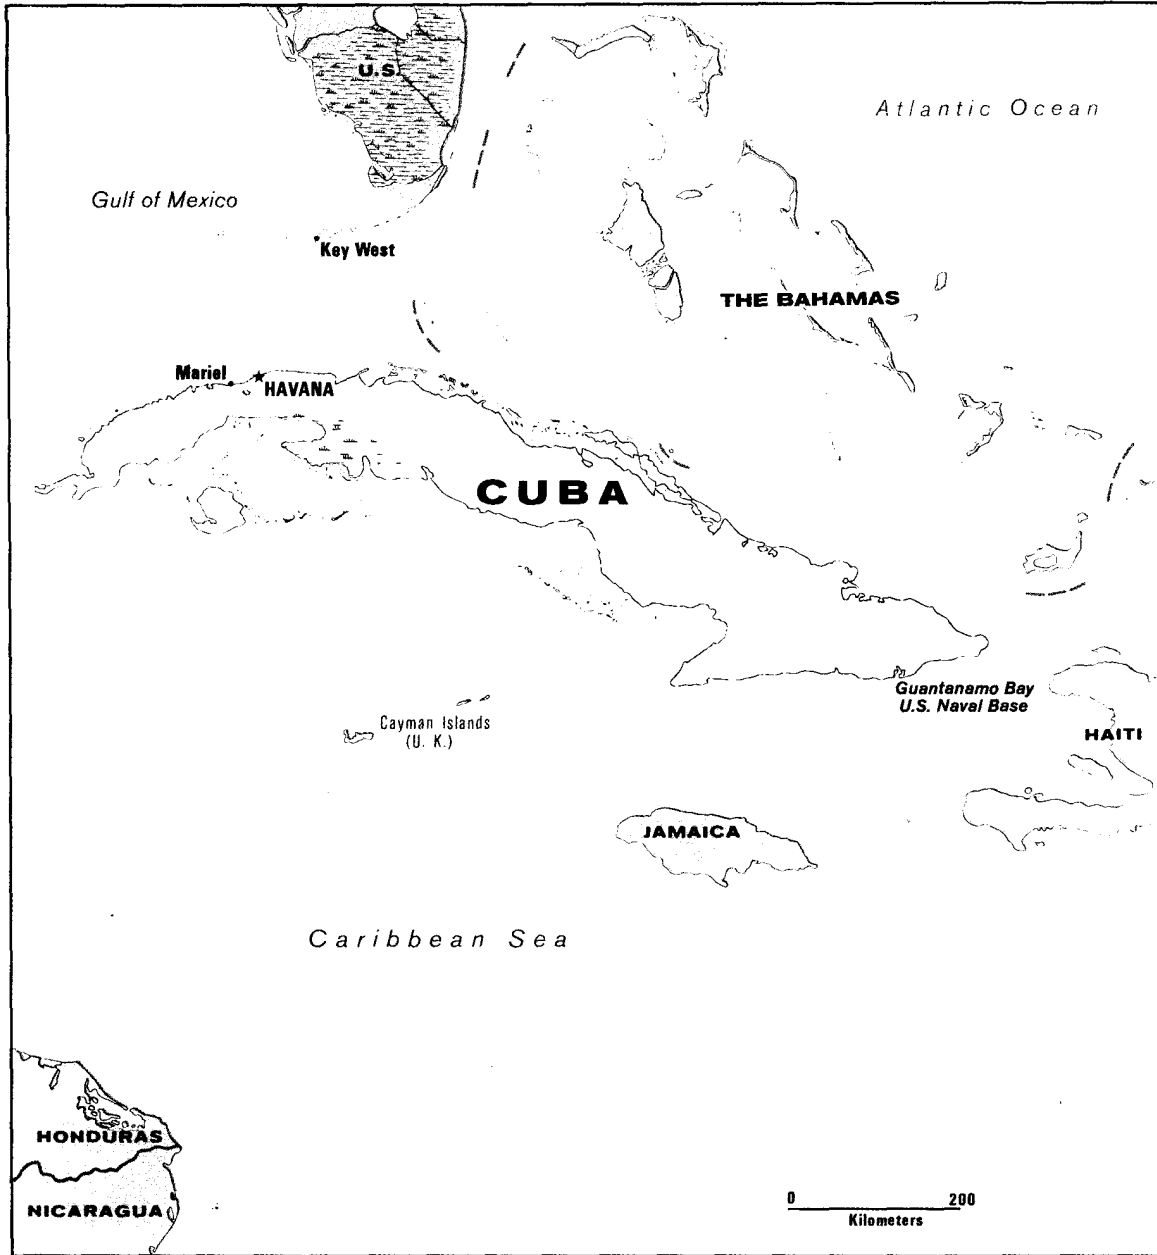 U.S.
Atlantic Ocean
Gulf of Mexico
Key West
THE BAHAMAS
Mariel
HAVANA
CUBA
Guantanamo Bay
U.S. Naval Base
Cayman Islands
(U. K.)
HAITI
JAMAICA
Caribbean Sea
HONDURAS
NICARAGUA
0 200
Kilometers